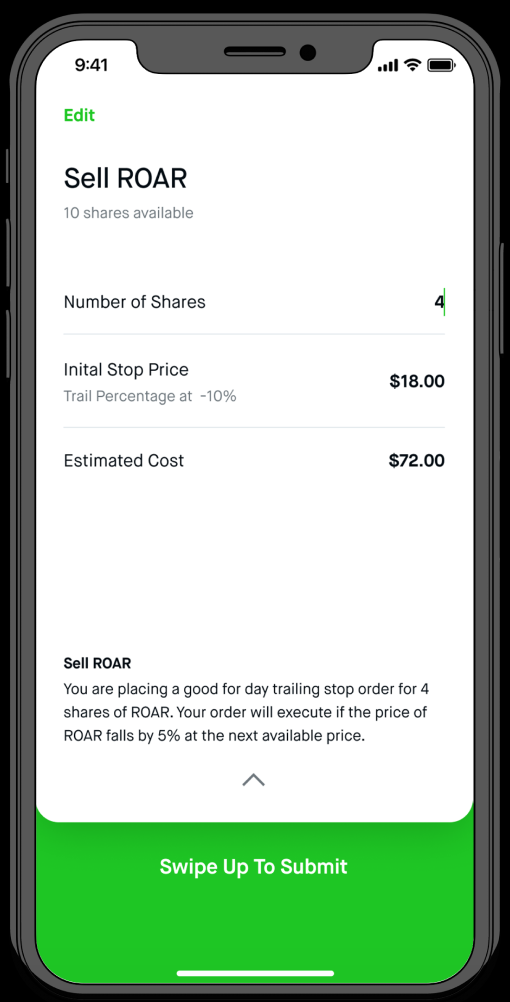 9:41
Edit
Sell ROAR
10 shares available
Number of Shares 4
Inital Stop Price
$18.00
Trail Percentage at -10%
Estimated Cost $72.00
Sell ROAR
You are placing a good for day trailing stop order for 4
shares of ROAR. Your order will execute if the price of
ROAR falls by 5% at the next available price.
Swipe Up To Submit